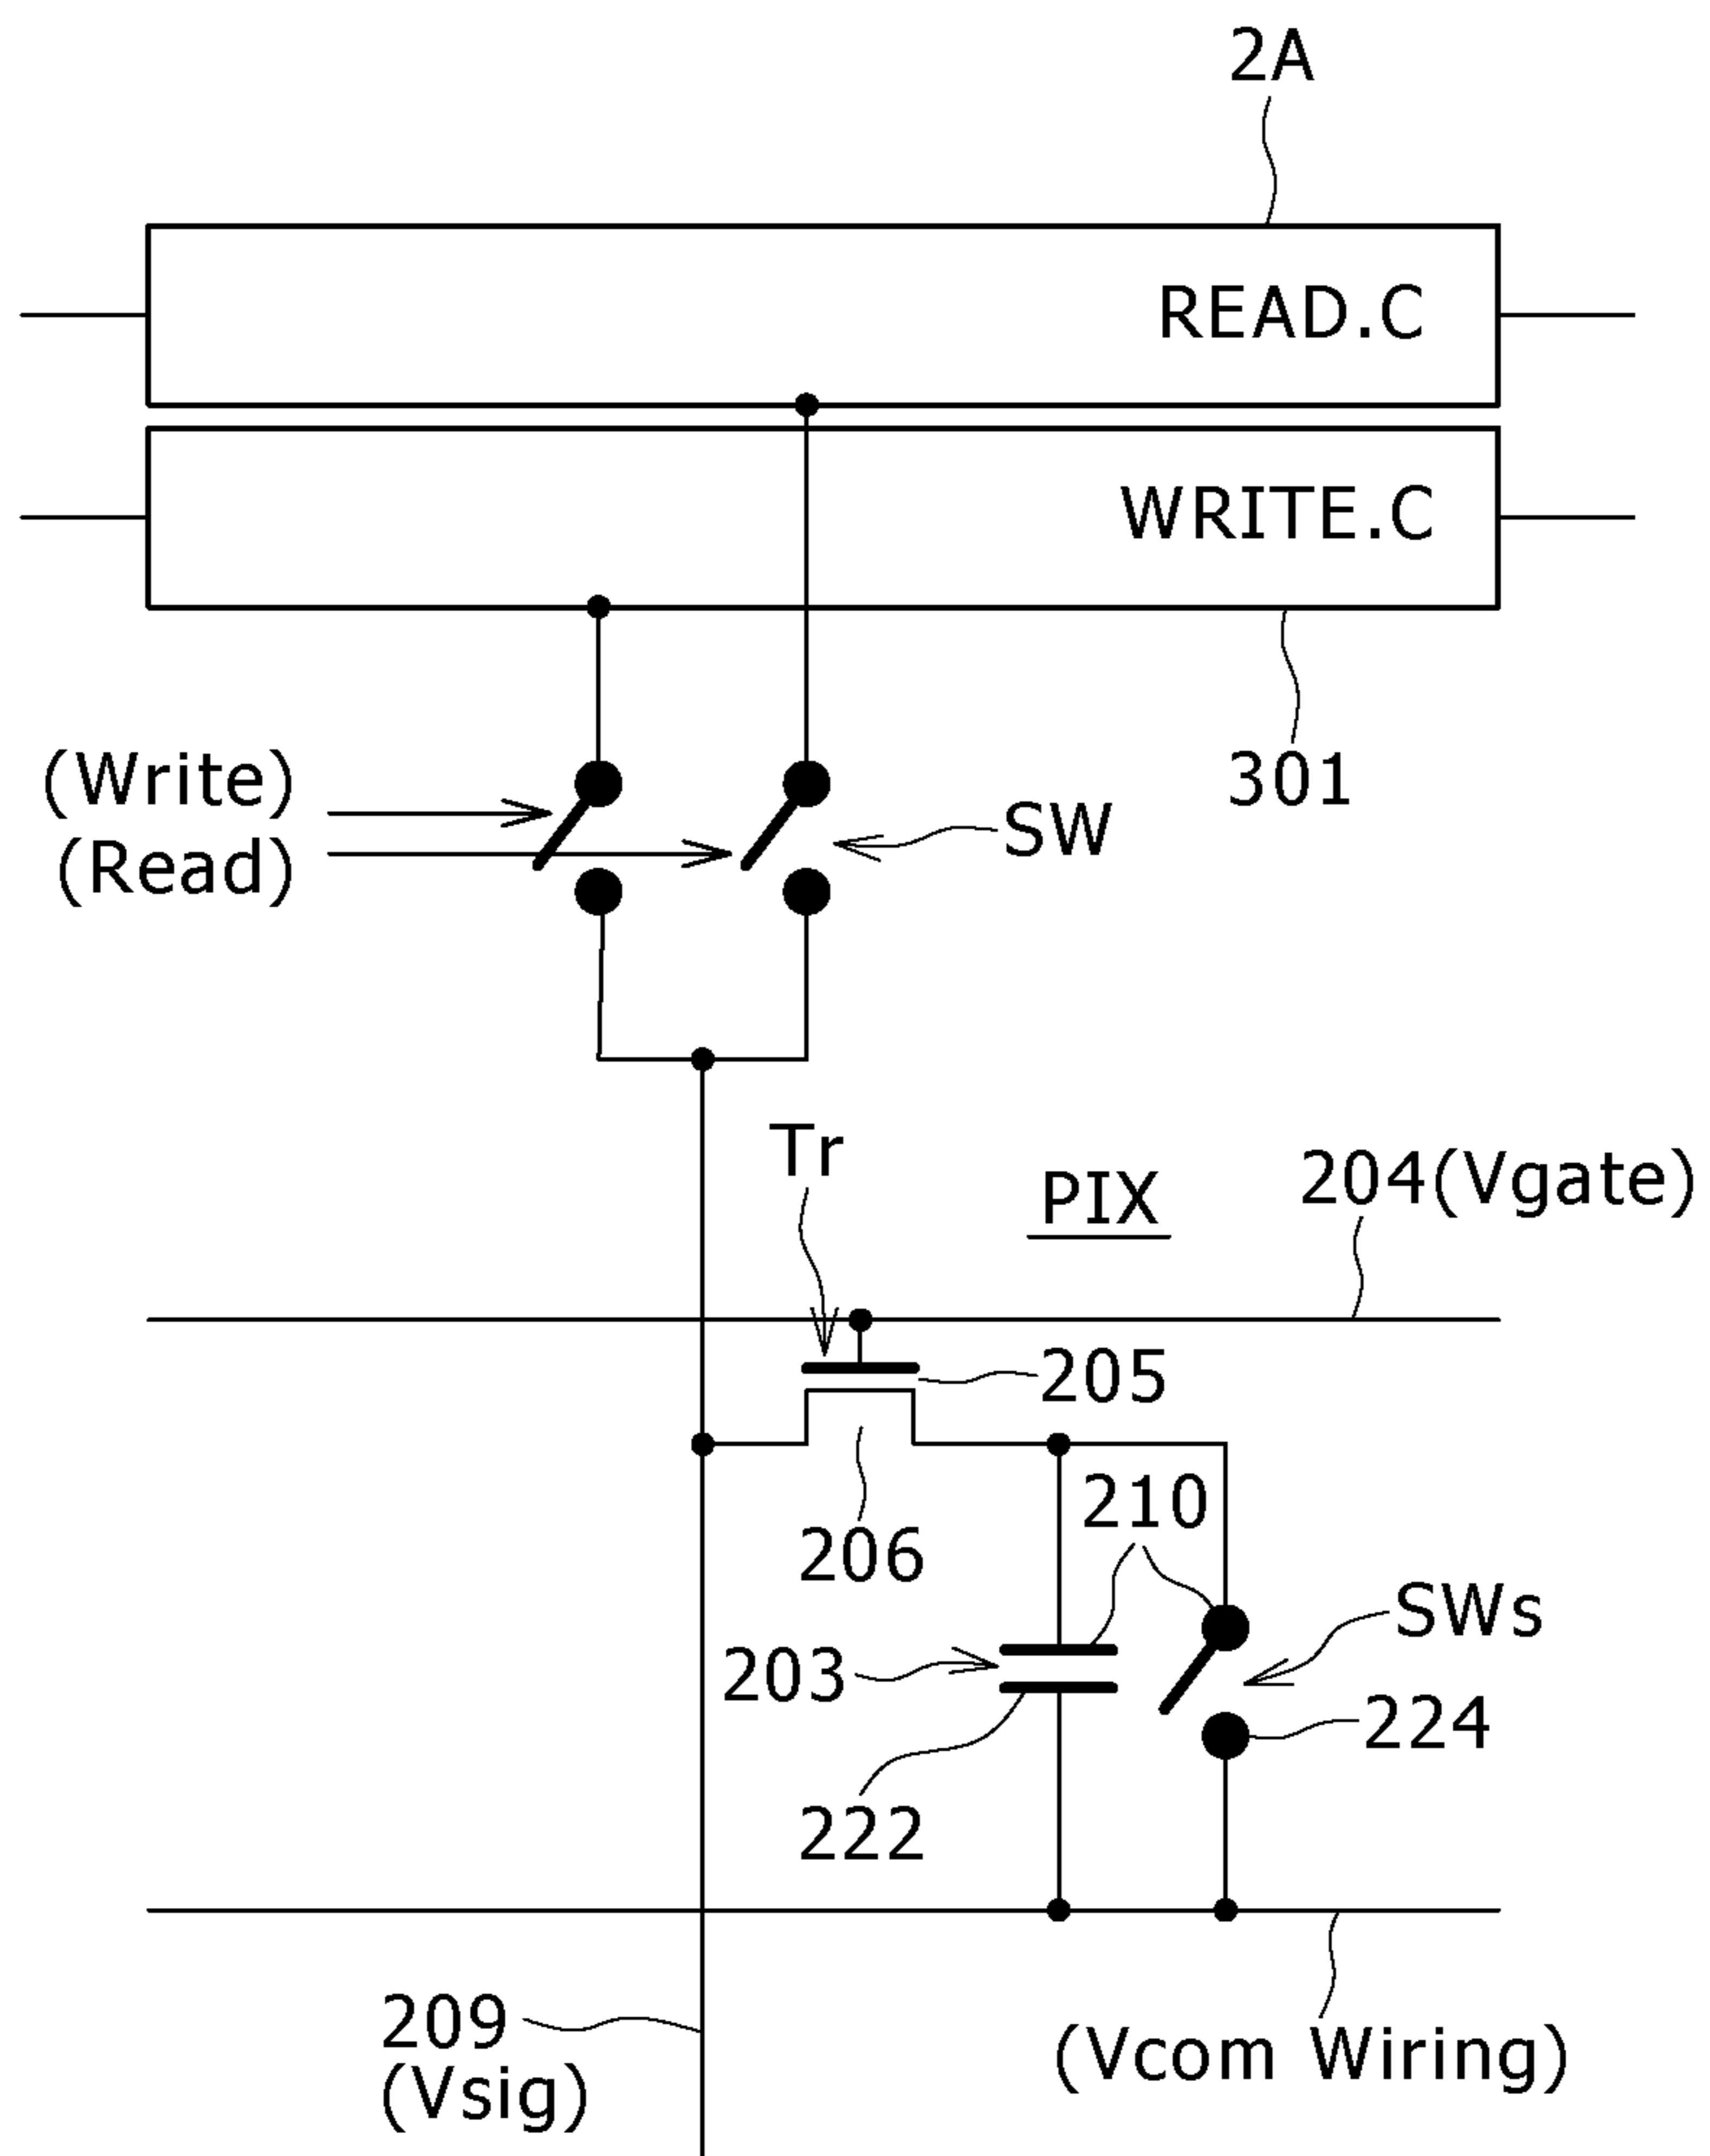 2A
READ.C
WRITE.C
301
(Write)
(Read)
SW
Tr
PIX
204(Vgate)
205
206
210
203
SWs
224
222
209
(Vsig)
(Vcom Wiring)